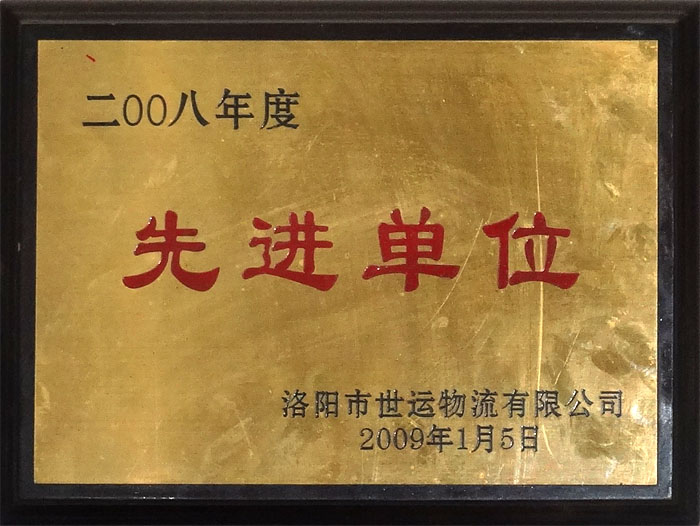 二00八年度
先进单位
洛阳市世运物流有限公司
2009年1月5日